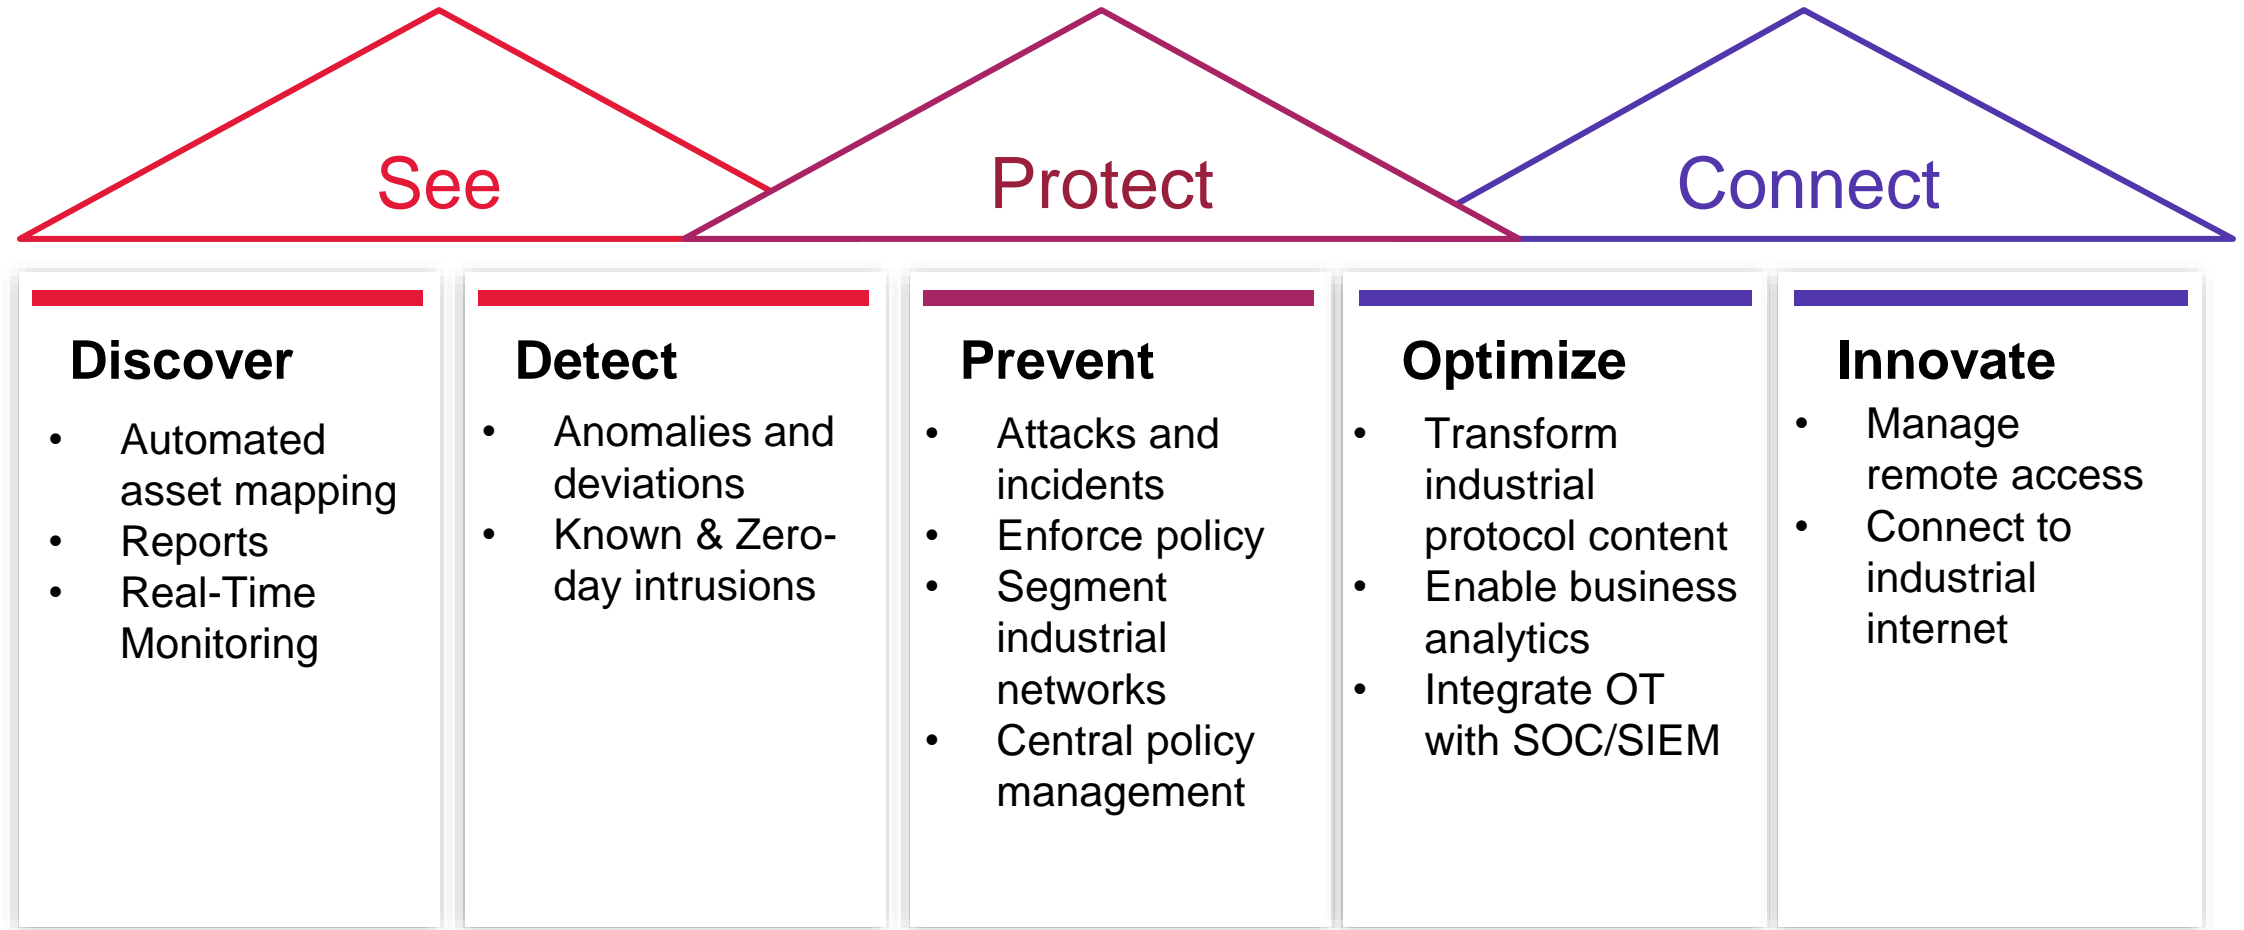 See
Protect
Connect
Discover
• Automated
asset mapping
• Reports
• Real-Time
Monitoring
Detect
• Anomalies and
deviations
• Known & Zero-
day intrusions
Prevent
• Attacks and
incidents
• Enforce policy
• Segment
industrial
networks
• Central policy
management
Optimize
• Transform
industrial
protocol content
• Enable business
analytics
• Integrate OT
with SOC/SIEM
Innovate
• Manage
remote access
• Connect to
industrial
internet